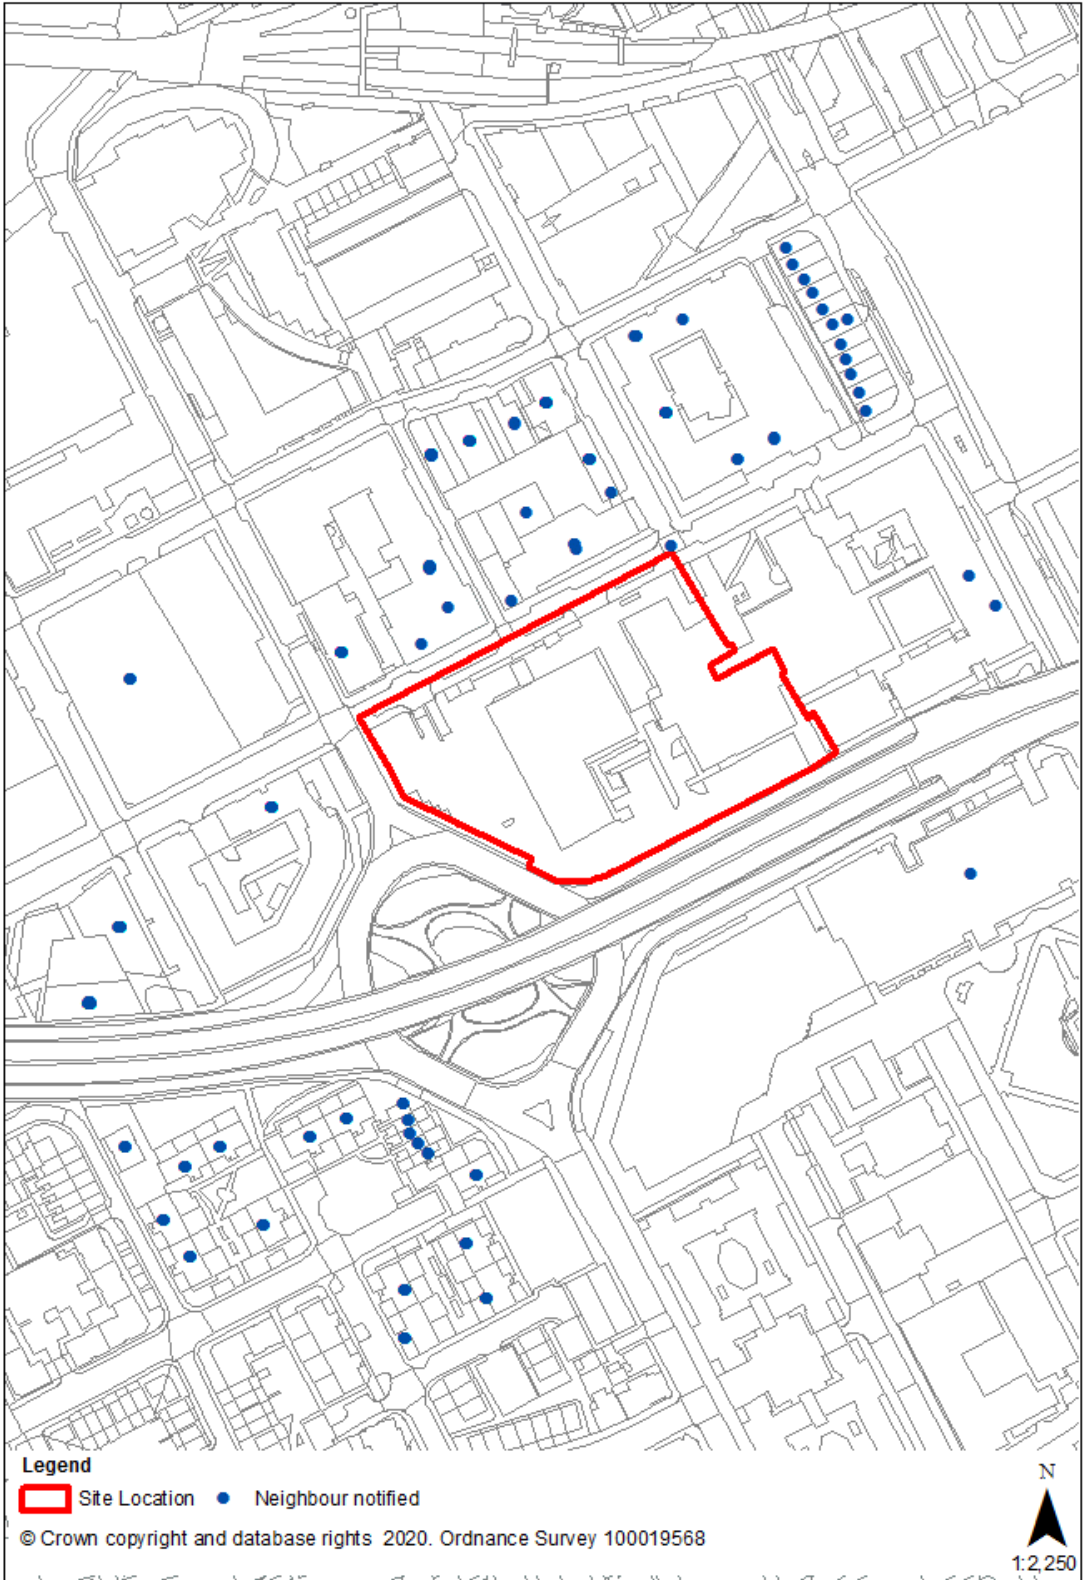 Legend
Site Location Neighbour notified
N
© Crown copyright and database rights 2020. Ordnance Survey 100019568
1:2,250